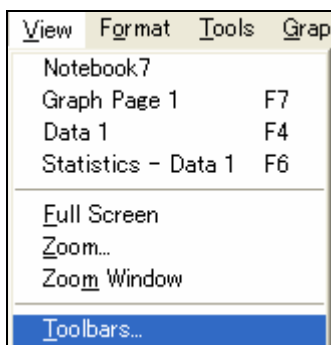 View Format Tools Grap
Notebook7
Graph Page 1 F7
Data 1 F4
Statistics - Data 1 F6
Full Screen
Zoom...
Zoom Window
Toolbars...